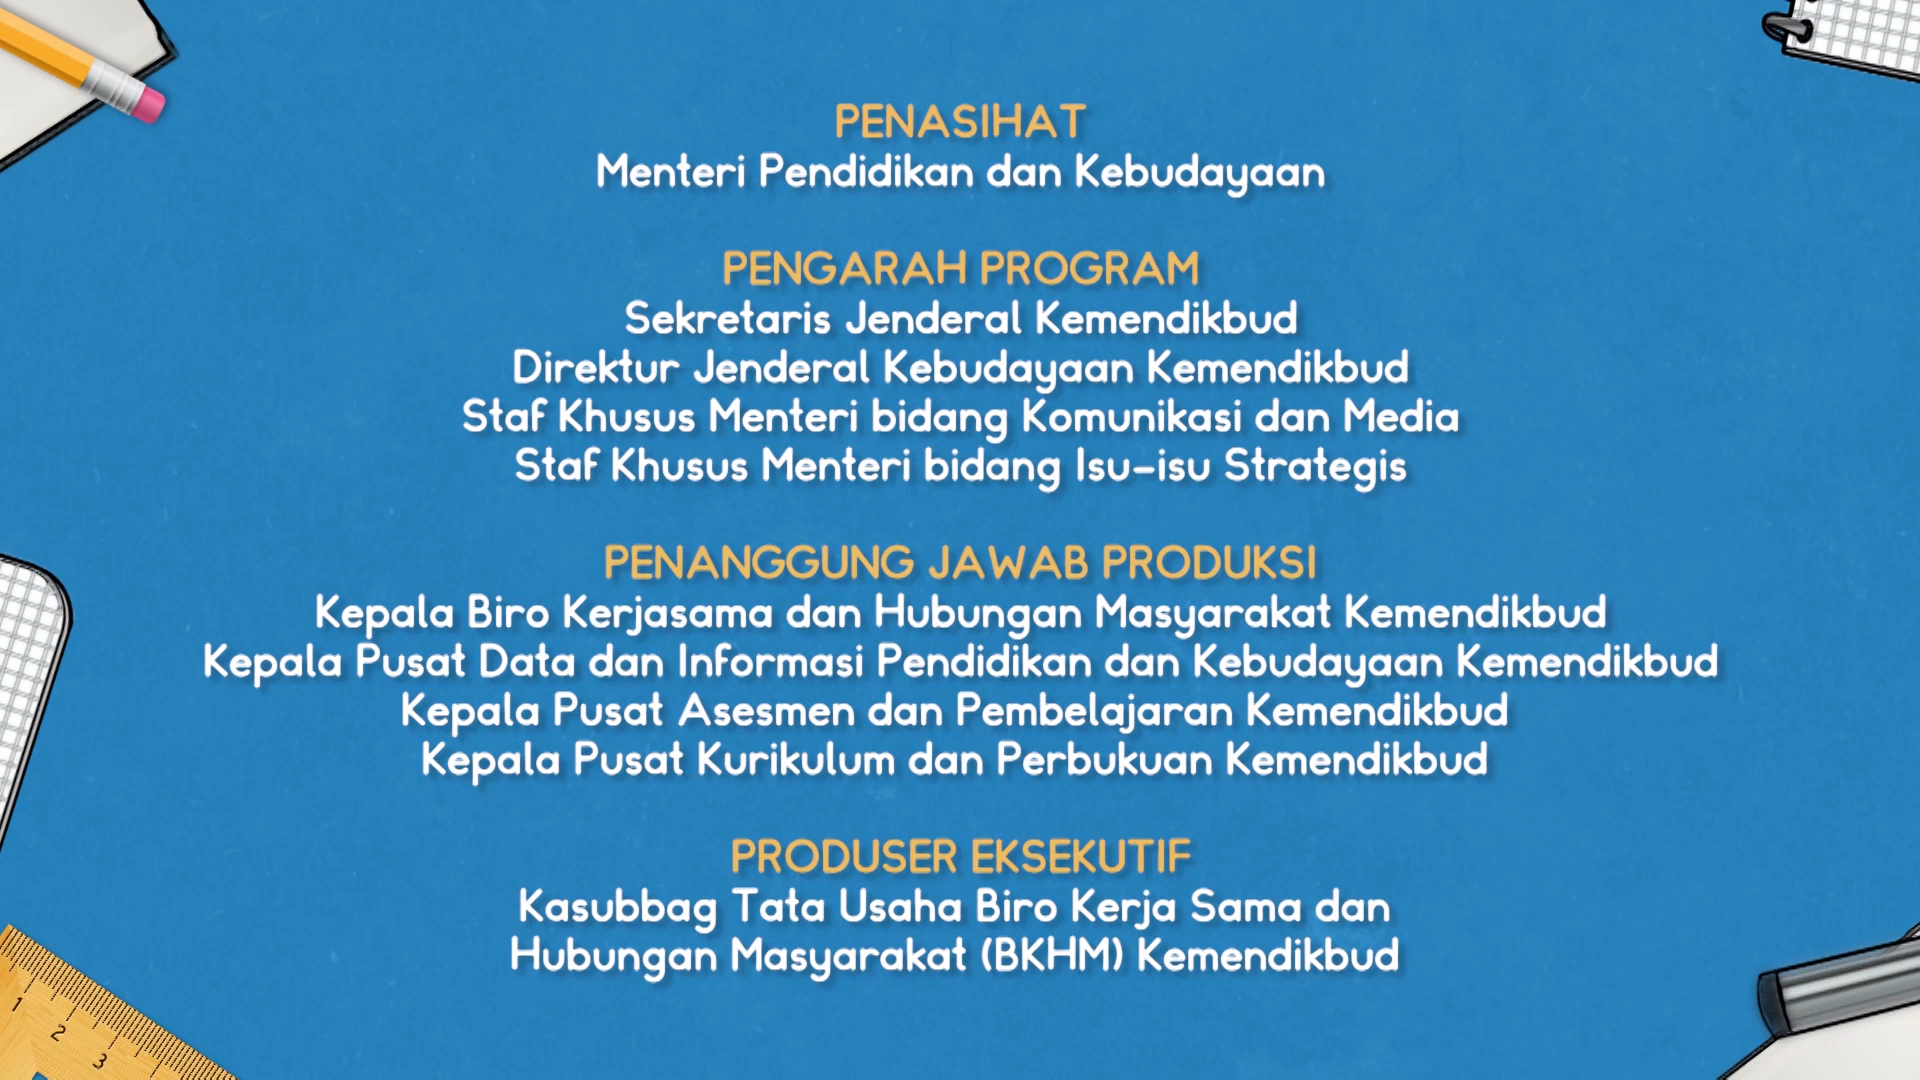 PENASIHAT
Menteri Pendidikan dan Kebudayaan
PENGARAH PROGRAM
Sekretaris Jenderal Kemendikbud
Direktur Jenderal Kebudayaan Kemendikbud
Staf Khusus Menteri bidang Komunikasi dan Media
Staf Khusus Menteri bidang Isu-isu Strategis
PENANGGUNG JAWAB PRODUKSI
Kepala Biro Kerjasama dan Hubungan Masyarakat Kemendikbud
Kepala Pusat Data dan Informasi Pendidikan dan Kebudayaan Kemendikbud
Kepala Pusat Asesmen dan Pembelajaran Kemendikbud
Kepala Pusat Kurikulum dan Perbukuan Kemendikbud
PRODUSER EKSEKUTIF
Kasubbag Tata Usaha Biro Kerja Sama dan
Hubungan Masyarakat (BKHM) Kemendikbud
1
2
3